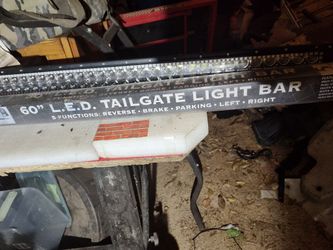 60" L.E.D. TAILGATE LIGHT BAR
5 FUNCTIONS: REVERSE • BRAKE • PARKING • LEFT • RIGHT